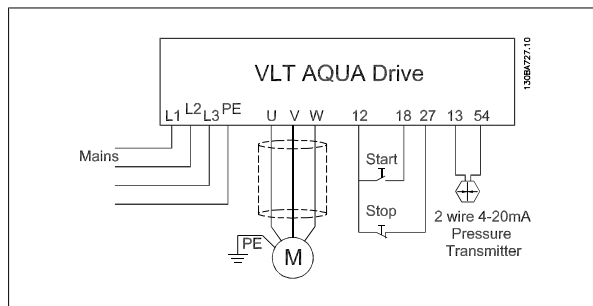 130BA727.10
VLT AQUA Drive
L1 L2 L3 PE U V W 12 18 27 13 54
Mains
Start
Stop
2 wire 4-20mA
Pressure
Transmitter
PE
M